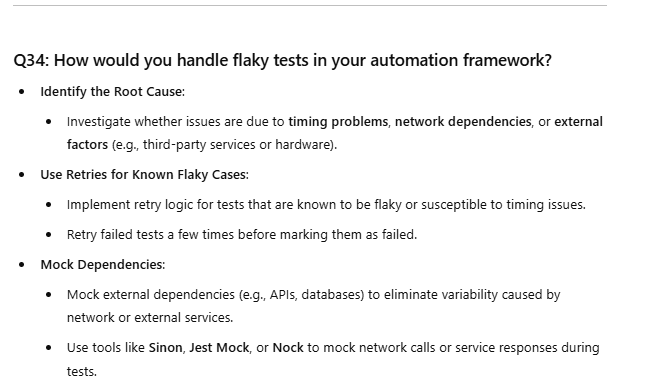 Q34: How would you handle flaky tests in your automation framework?
• Identify the Root Cause:
• Investigate whether issues are due to timing problems, network dependencies, or external
factors (e.g., third-party services or hardware).
• Use Retries for Known Flaky Cases:
• Implement retry logic for tests that are known to be flaky or susceptible to timing issues.
• Retry failed tests a few times before marking them as failed.
• Mock Dependencies:
• Mock external dependencies (e.g., APIs, databases) to eliminate variability caused by
network or external services.
• Use tools like Sinon, Jest Mock, or Nock to mock network calls or service responses during
tests.